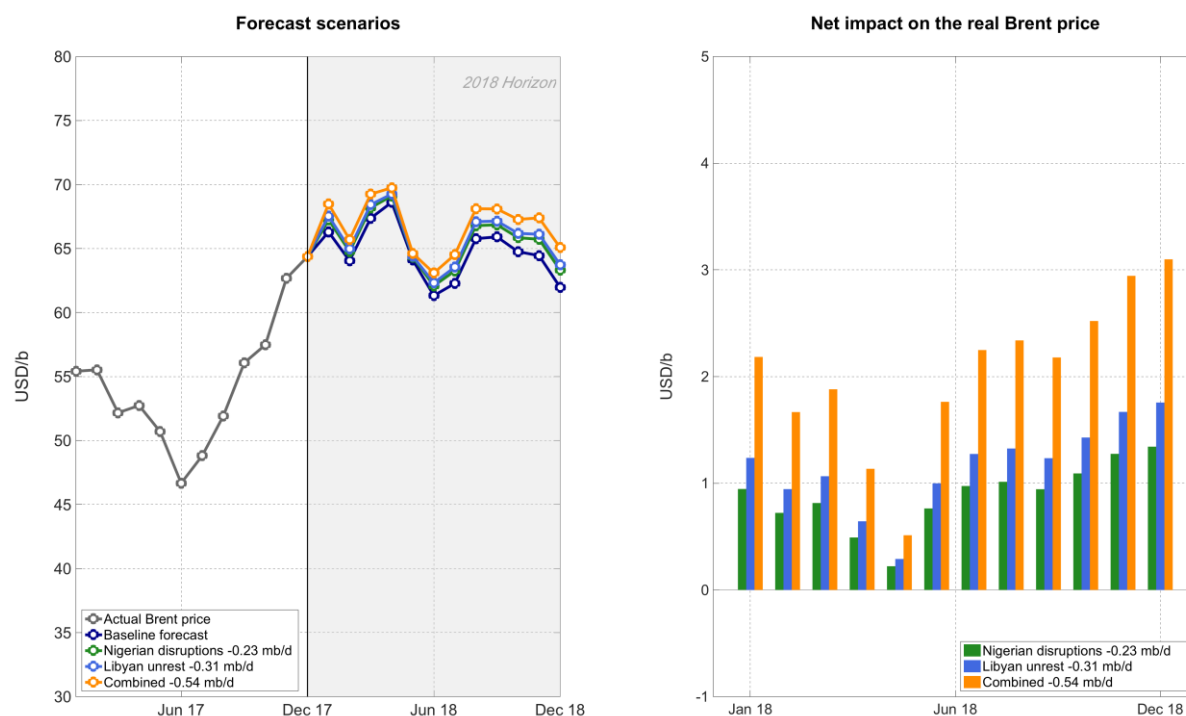 Forecast scenarios
80
75
70
65
60
55
50
45
40
35
30
USD/b
2018 Horizon
Actual Brent price
Baseline forecast
Nigerian disruptions -0.23 mb/d
Libyan unrest -0.31 mb/d
Combined -0.54 mb/d
Jun 17
Dec 17
Jun 18
Dec 18
Net impact on the real Brent price
5
4
3
2
1
0
-1
USD/b
Nigerian disruptions -0.23 mb/d
Libyan unrest -0.31 mb/d
Combined -0.54 mb/d
Jan 18
Jun 18
Dec 18